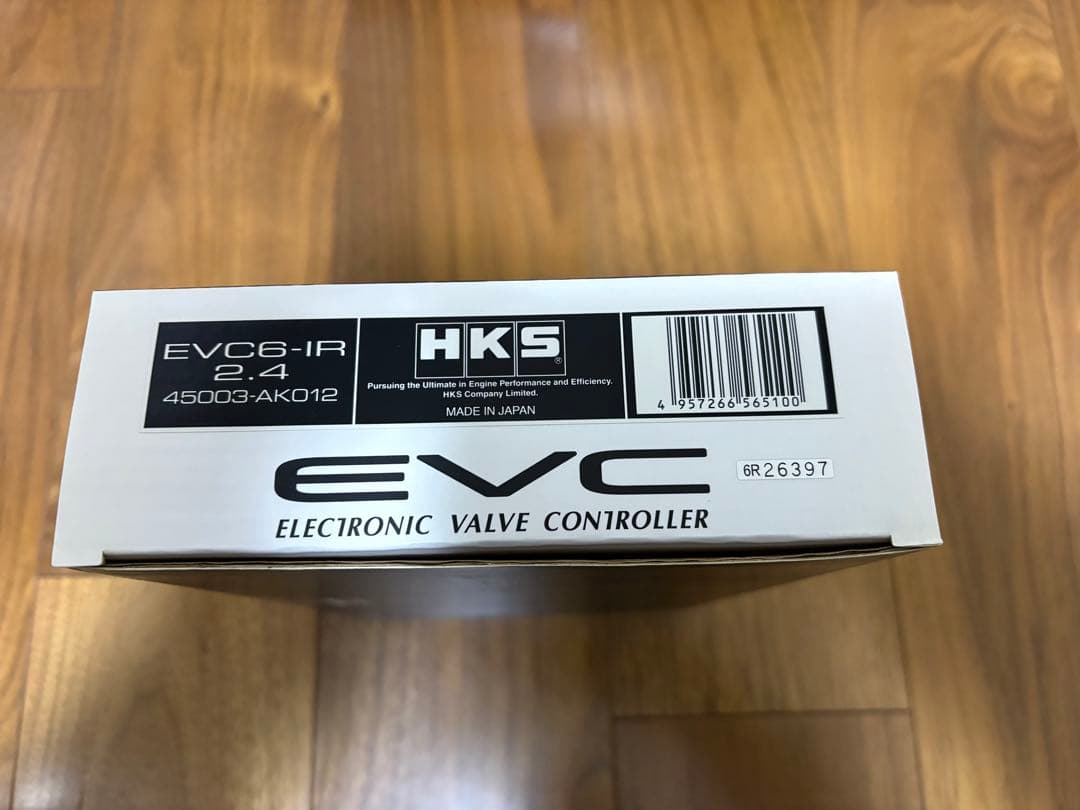 EVC6-IR
2.4
45003-AK012
HKS®
Pursuing the Ultimate in Engine Performance and Efficiency.
HKS Company Limited.
MADE IN JAPAN
4 957266 565100
EVC
6R26397
ELECTRONIC VALVE CONTROLLER